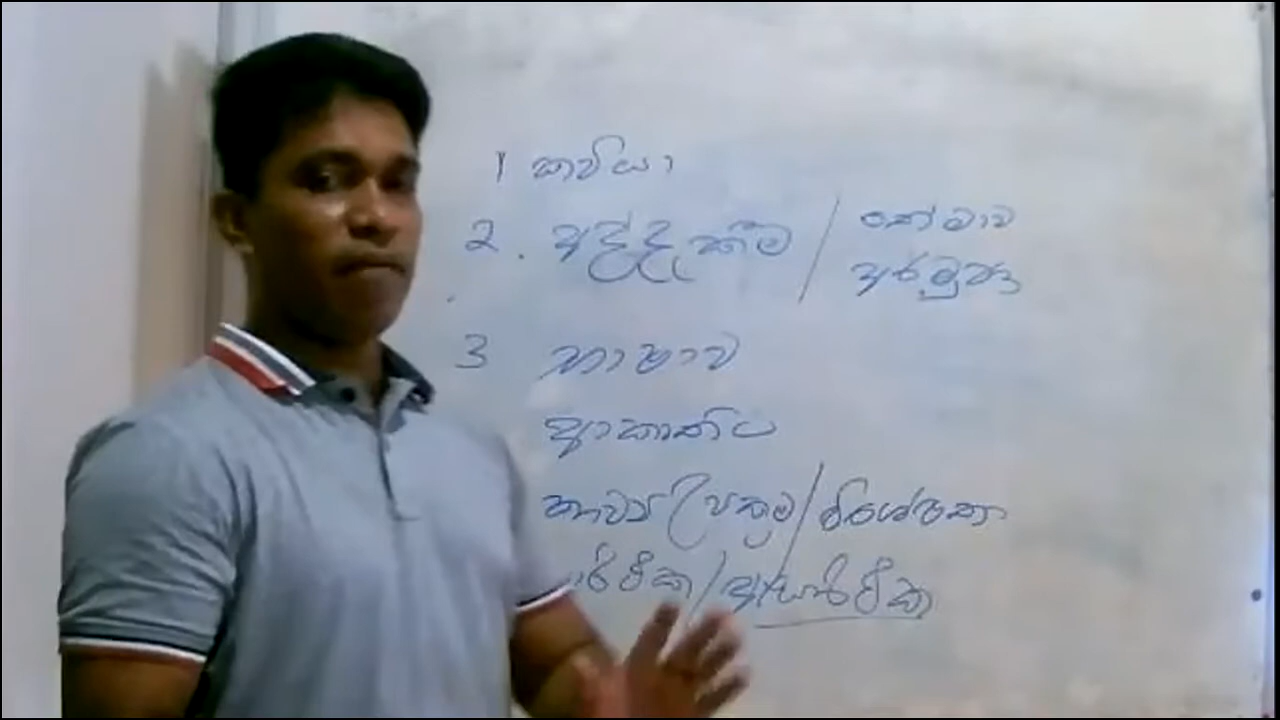 1 කවියා
2. අද්දැකීම / තේමාව
අරමුණ
3 භාෂාව
ආකෘතිය
කාව්‍ය උපක්‍රම / විශේෂතා